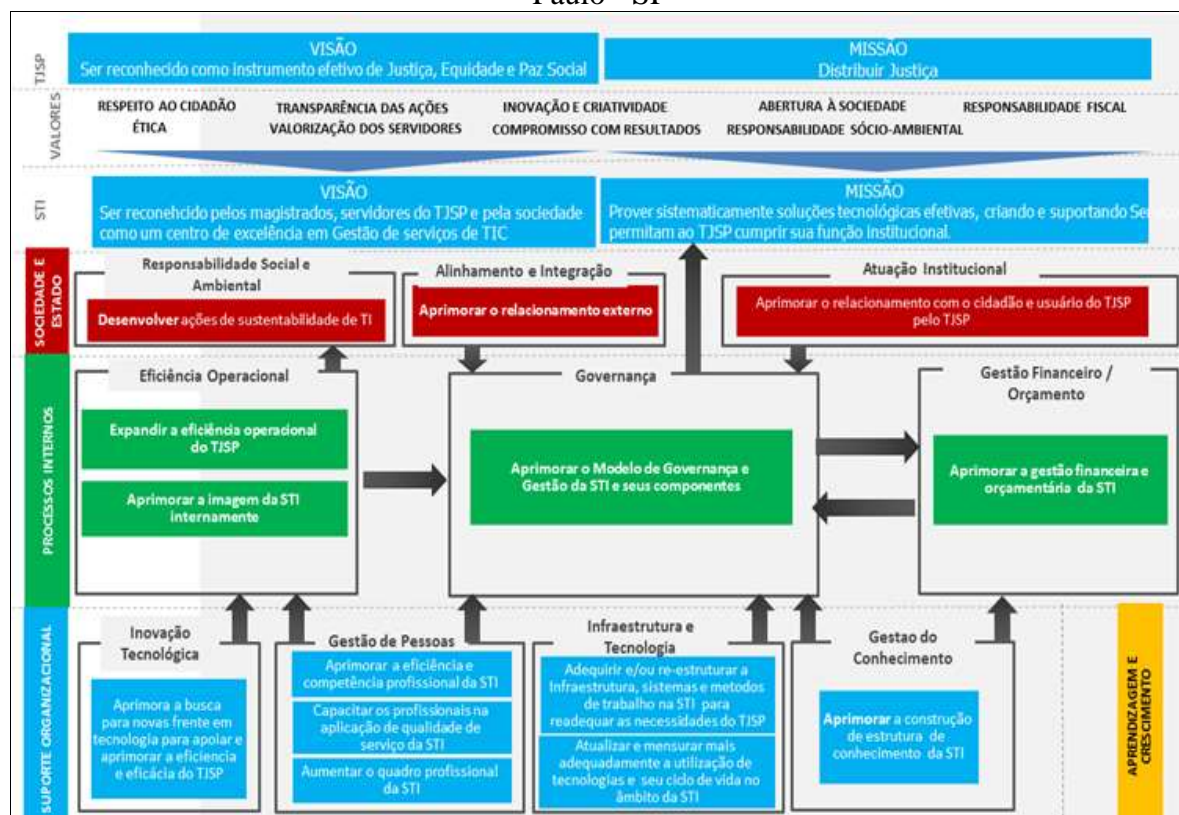 Paulo - SP
TJSP
VISÃO
Ser reconhecido como instrumento efetivo de Justiça, Equidade e Paz Social
MISSÃO
Distribuir Justiça
VALORES
RESPEITO AO CIDADÃO
ÉTICA
TRANSPARÊNCIA DAS AÇÕES
VALORIZAÇÃO DOS SERVIDORES
INOVAÇÃO E CRIATIVIDADE
COMPROMISSO COM RESULTADOS
ABERTURA À SOCIEDADE
RESPONSABILIDADE SÓCIO-AMBIENTAL
RESPONSABILIDADE FISCAL
STI
VISÃO
Ser reconehcido pelos magistrados, servidores do TJSP e pela sociedade
como um centro de excelência em Gestão de serviços de TIC
MISSÃO
Prover sistematicamente soluções tecnológicas efetivas, criando e suportando
permitam ao TJSP cumprir sua função institucional.
SOCIEDADE E
ESTADO
Responsabilidade Social e
Ambiental
Desenvolver ações de sustentabilidade de TI
Alinhamento e Integração
Aprimorar o relacionamento externo
Atuação Institucional
Aprimorar o relacionamento com o cidadão e usuário do TJSP
pelo TJSP
PROCESSOS INTERNOS
Eficiência Operacional
Expandir a eficiência operacional
do TJSP
Aprimorar a imagem da STI
internamente
Governança
Aprimorar o Modelo de Governança e
Gestão da STI e seus componentes
Gestão Financeiro /
Orçamento
Aprimorar a gestão financeira e
orçamentária da STI
SUPORTE ORGANIZACIONAL
Inovação
Tecnológica
Aprimora a busca
para novas frente em
tecnologia para apoiar e
aprimorar a eficiencia
e eficácia do TJSP
Gestão de Pessoas
Aprimorar a eficiência e
competência profissional da STI
Capacitar os profissionais na
aplicação de qualidade de
serviço da STI
Aumentar o quadro profissional
da STI
Infraestrutura e
Tecnologia
Adequirir e/ou re-estruturar a
Infraestrutura, sistemas e metodos
de trabalho na STI para
readequar as necessidades do TJSP
Atualizar e mensurar mais
adequadamente a utilização de
tecnologias e seu ciclo de vida no
âmbito da STI
Gestao do
Conhecimento
Aprimorar a construção
de estrutura de
conhecimento da STI
APRENDIZAGEM E
CRESCIMENTO